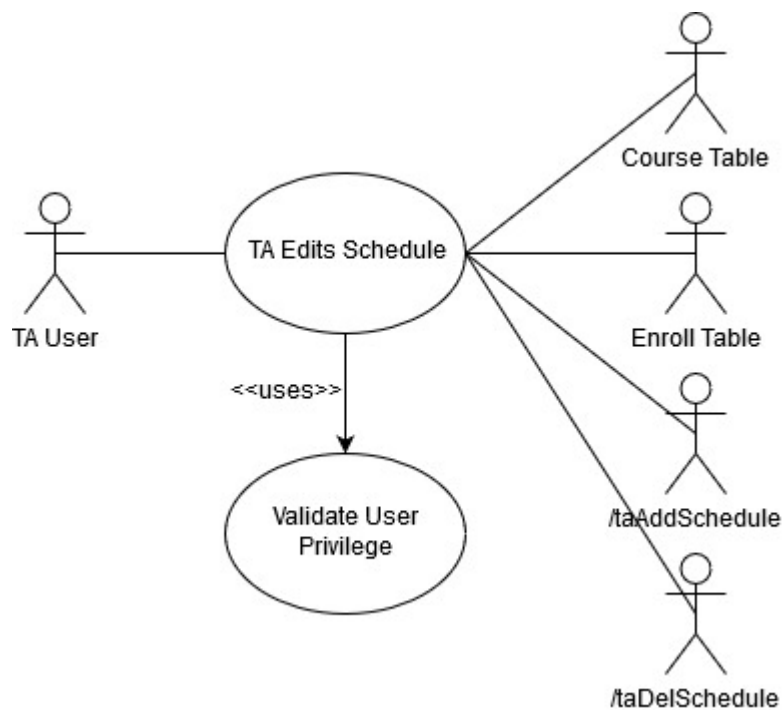 Course Table
TA Edits Schedule
TA User
Enroll Table
<<uses>>
/taAddSchedule
Validate User
Privilege
/taDelSchedule